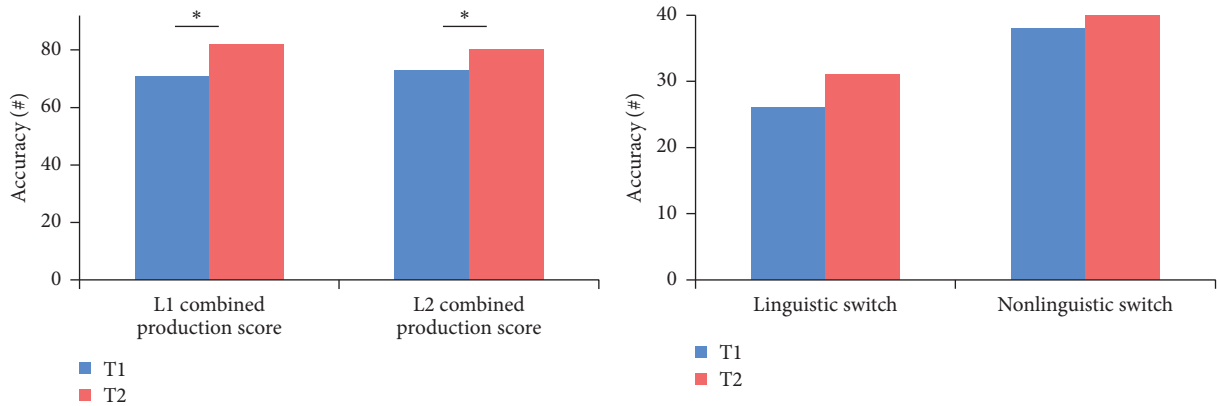 *
*
80
60
40
20
0
Accuracy (#)
L1 combined
production score
L2 combined
production score
T1
T2
40
30
20
10
0
Accuracy (#)
Linguistic switch
Nonlinguistic switch
T1
T2